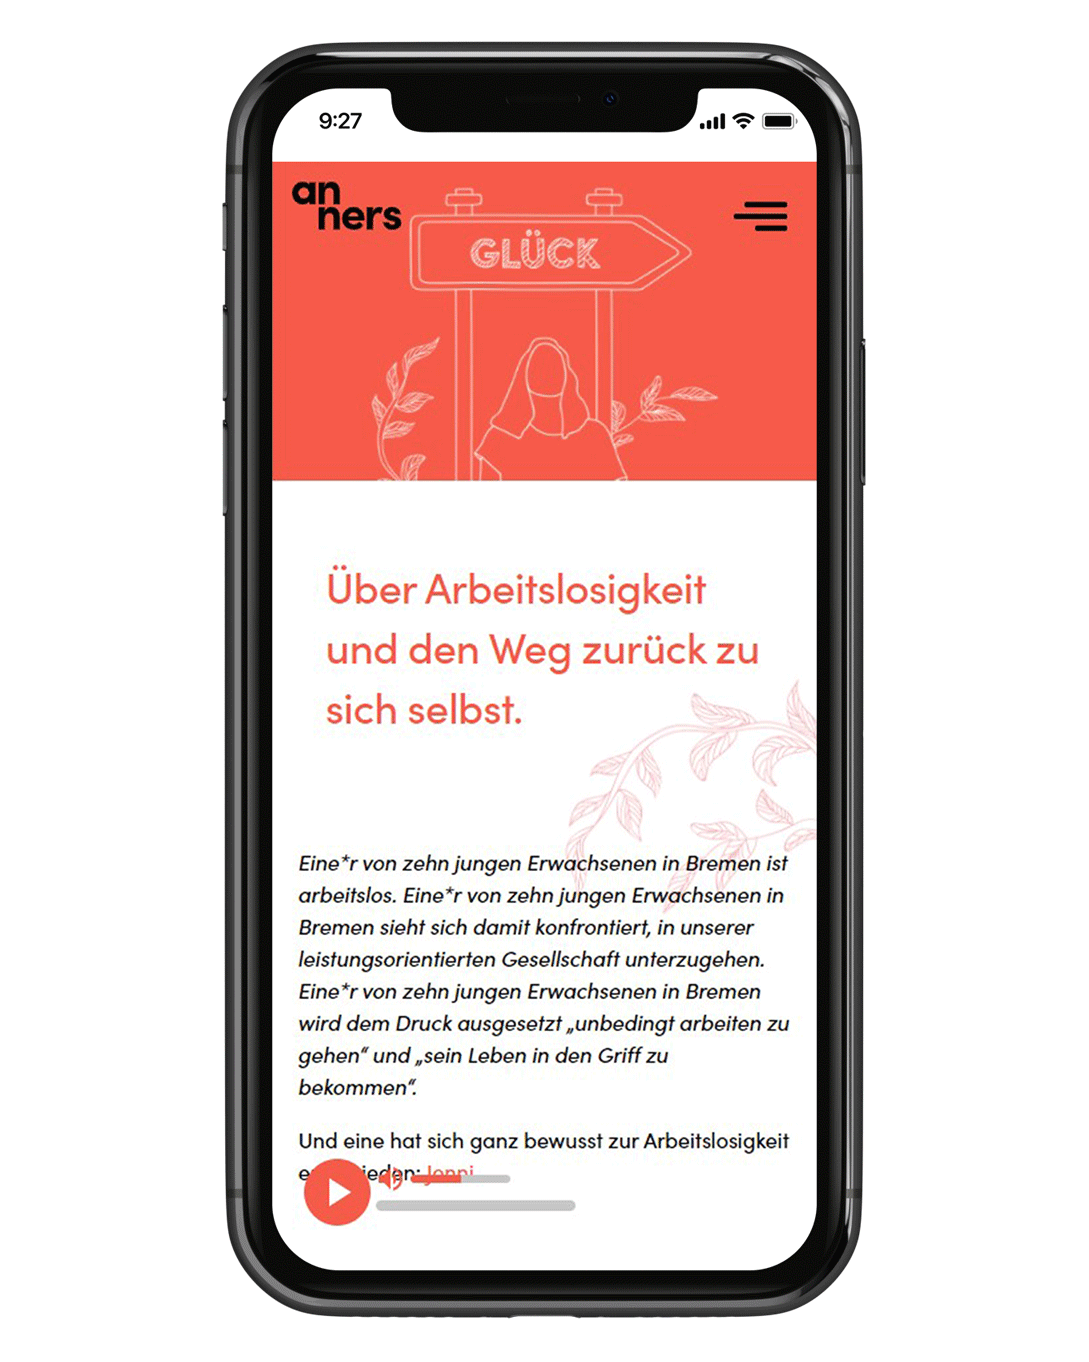 9:27
an
ners
GLÜCK
Über Arbeitslosigkeit
und den Weg zurück zu
sich selbst.
Eine*r von zehn jungen Erwachsenen in Bremen ist
arbeitslos. Eine*r von zehn jungen Erwachsenen in
Bremen sieht sich damit konfrontiert, in unserer
leistungsorientierten Gesellschaft unterzugehen.
Eine*r von zehn jungen Erwachsenen in Bremen
wird dem Druck ausgesetzt „unbedingt arbeiten zu
gehen“ und „sein Leben in den Griff zu
bekommen“.
Und eine hat sich ganz bewusst zur Arbeitslosigkeit